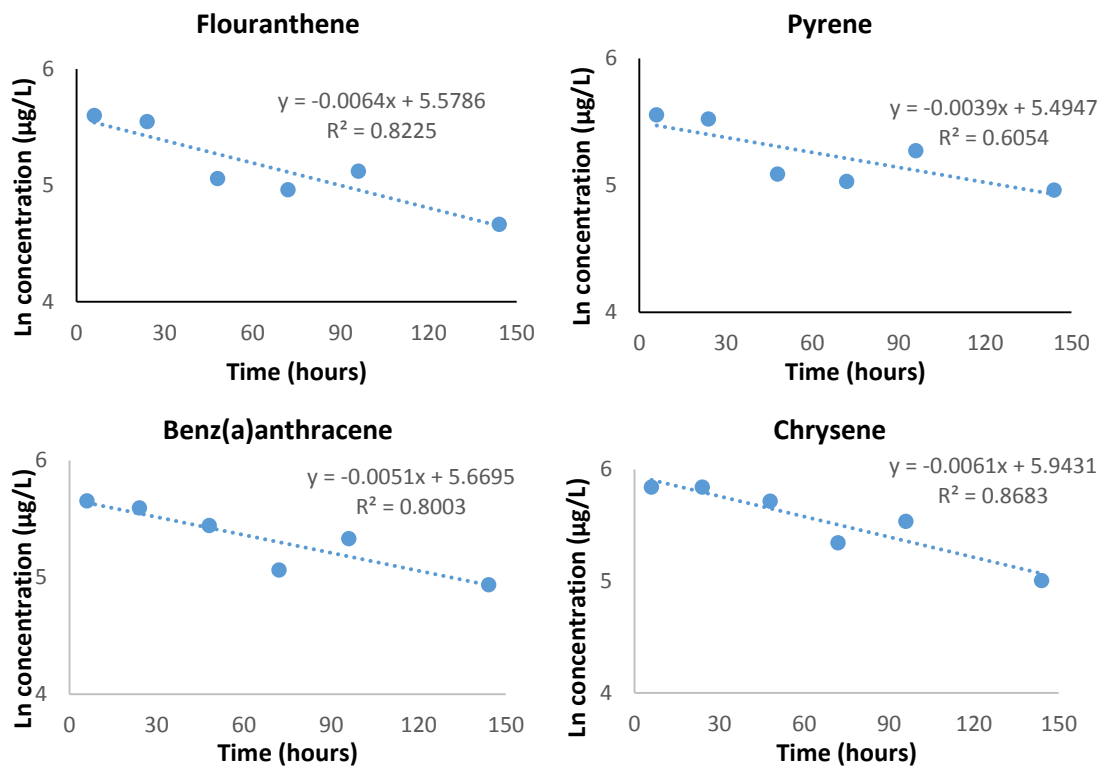 Flouranthene
y = -0.0064x + 5.5786
R² = 0.8225
Ln concentration (µg/L)
6
5
4
0 30 60 90 120 150
Time (hours)
Pyrene
y = -0.0039x + 5.4947
R² = 0.6054
Ln concentration (µg/L)
6
5
4
0 30 60 90 120 150
Time (hours)
Benz(a)anthracene
y = -0.0051x + 5.6695
R² = 0.8003
Ln concentration (µg/L)
6
5
4
0 30 60 90 120 150
Time (hours)
Chrysene
y = -0.0061x + 5.9431
R² = 0.8683
Ln concentration (µg/L)
6
5
4
0 30 60 90 120 150
Time (hours)